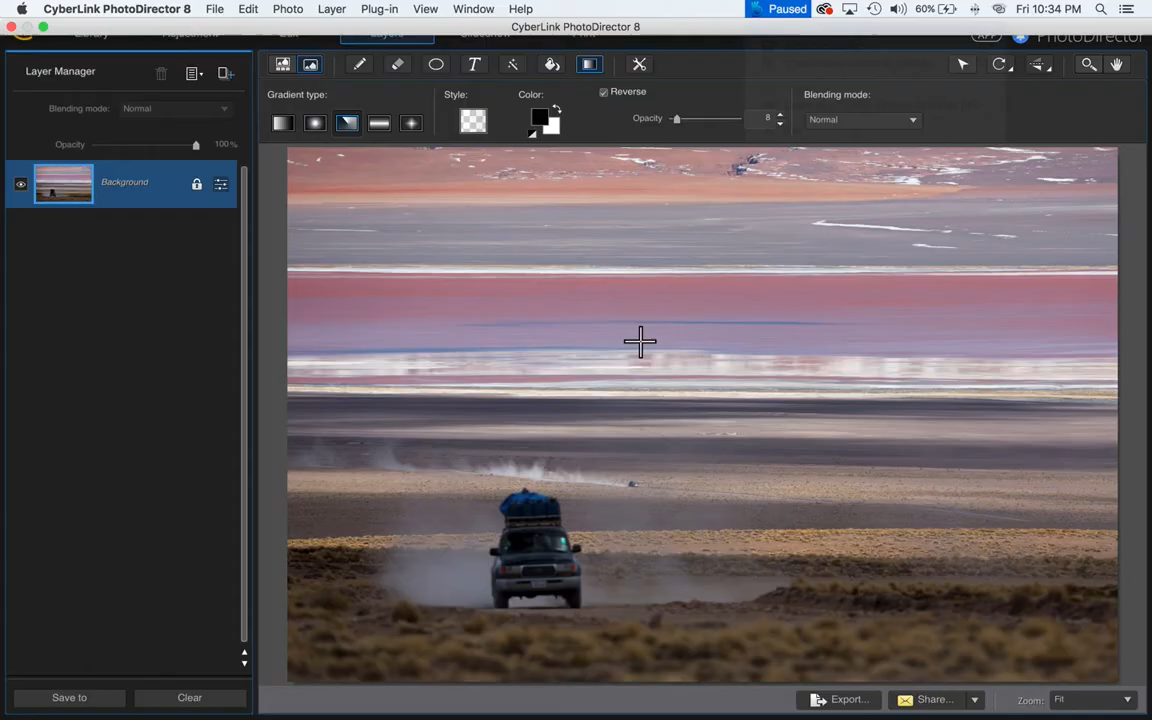 CyberLink PhotoDirector 8 File Edit Photo Layer Plug-in View Window Help Paused 60% Fri 10:34 PM
CyberLink PhotoDirector 8
PhotoDirector
Layer Manager
Blending mode: Normal
Opacity 100%
Background
Save to Clear
Gradient type: Style: Color: Reverse Blending mode:
Opacity 8 Normal
T
Export... Share... Zoom: Fit